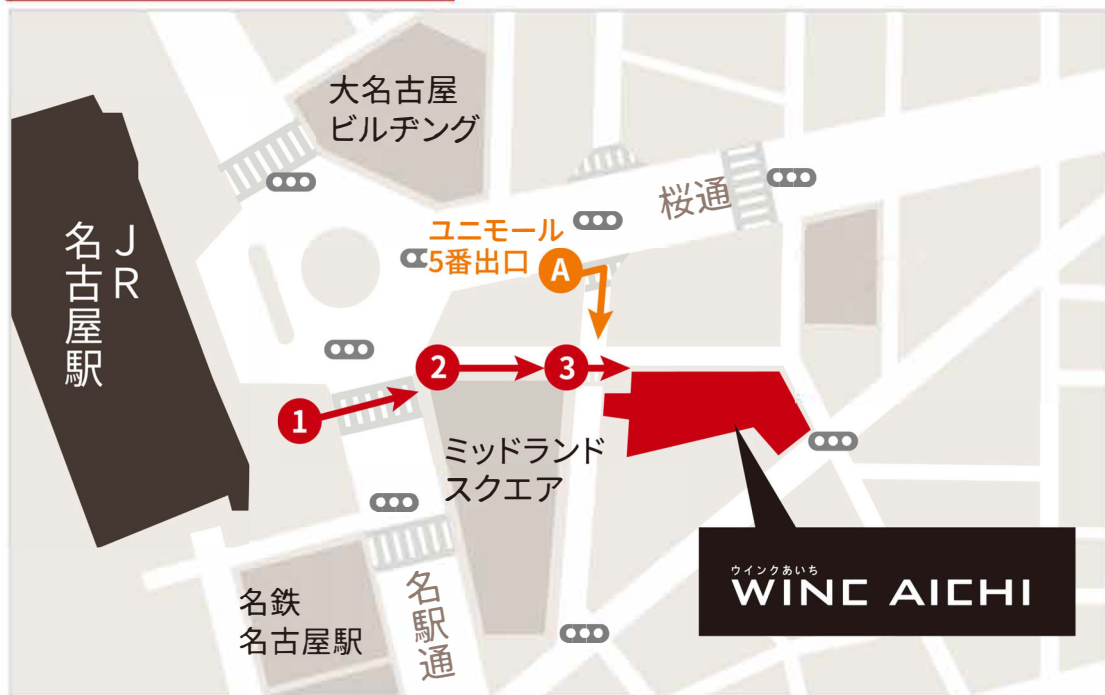 大名古屋
ビルヂング
JR
名古屋駅
桜通
ユニモール
5番出口
A
1
2
3
ミッドランド
スクエア
名鉄
名古屋駅
名駅通
ウインクあいち
WINC AICHI